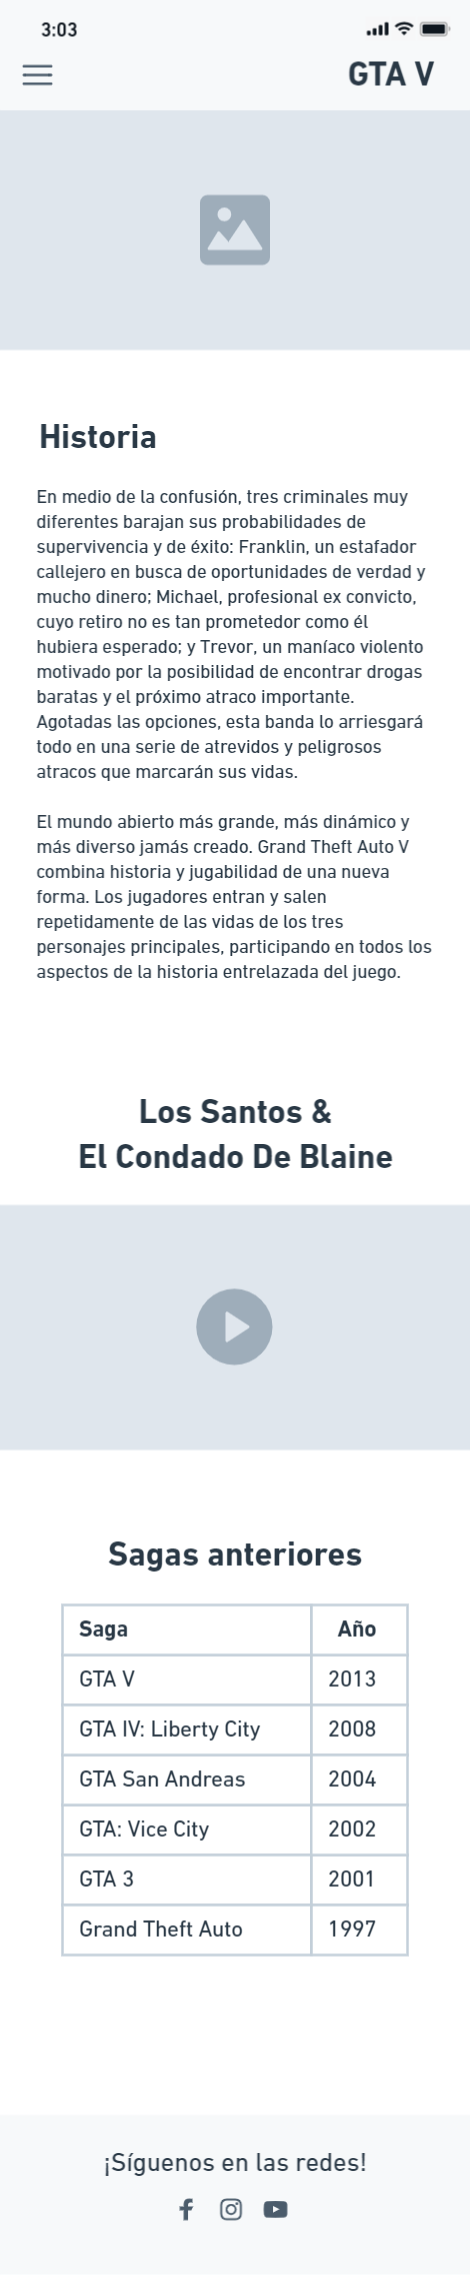 3:03
GTA V
Historia
En medio de la confusión, tres criminales muy
diferentes barajan sus probabilidades de
supervivencia y de éxito: Franklin, un estafador
callejero en busca de oportunidades de verdad y
mucho dinero; Michael, profesional ex convicto,
cuyo retiro no es tan prometedor como él
hubiera esperado; y Trevor, un maníaco violento
motivado por la posibilidad de encontrar drogas
baratas y el próximo atraco importante.
Agotadas las opciones, esta banda lo arriesgará
todo en una serie de atrevidos y peligrosos
atracos que marcarán sus vidas.
El mundo abierto más grande, más dinámico y
más diverso jamás creado. Grand Theft Auto V
combina historia y jugabilidad de una nueva
forma. Los jugadores entran y salen
repetidamente de las vidas de los tres
personajes principales, participando en todos los
aspectos de la historia entrelazada del juego.
Los Santos &
El Condado De Blaine
Sagas anteriores
Saga Año
GTA V 2013
GTA IV: Liberty City 2008
GTA San Andreas 2004
GTA: Vice City 2002
GTA 3 2001
Grand Theft Auto 1997
¡Síguenos en las redes!